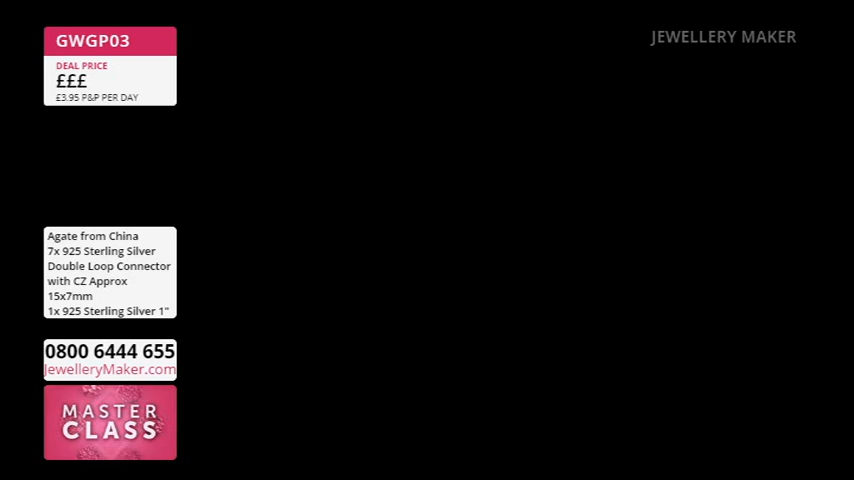 GWGP03
JEWELLERY MAKER
DEAL PRICE
£££
£3.95 P&P PER DAY
Agate from China
7x 925 Sterling Silver
Double Loop Connector
with CZ Approx
15x7mm
1x 925 Sterling Silver 1"
0800 6444 655
JewelleryMaker.com
MASTER
CLASS